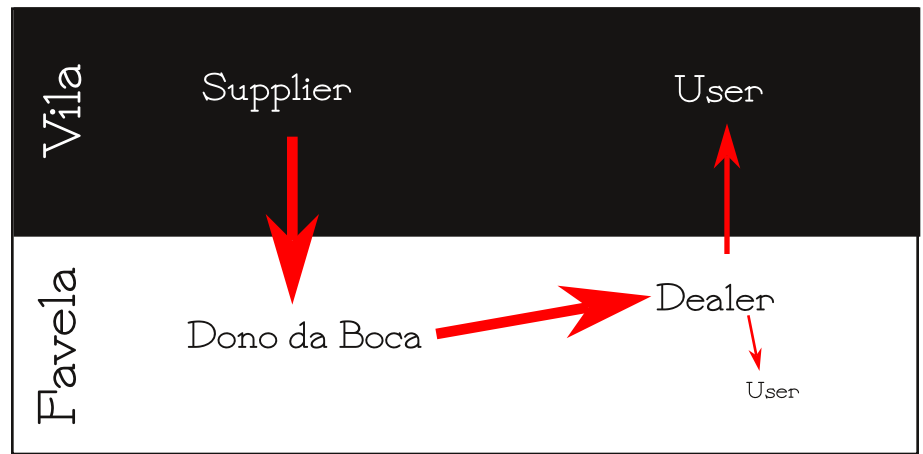 Vila
Supplier
User
Favela
Dono da Boca
Dealer
User